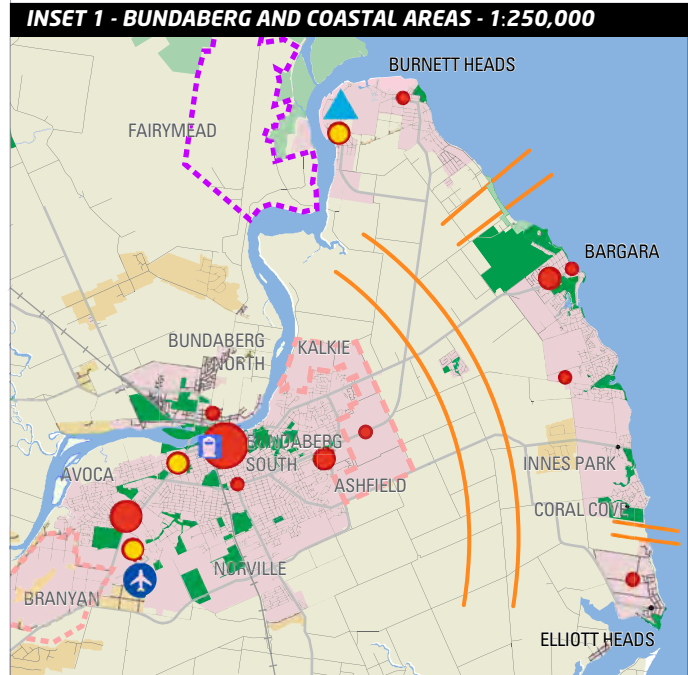 INSET 1 - BUNDABERG AND COASTAL AREAS - 1:250,000
BURNETT HEADS
FAIRYMEAD
BARGARA
BUNDABERG
NORTH
KALKIE
BUNDABERG
SOUTH
AVOCA
INNES PARK
ASHFIELD
CORAL COVE
NORVILLE
BRANYAN
ELLIOTT HEADS